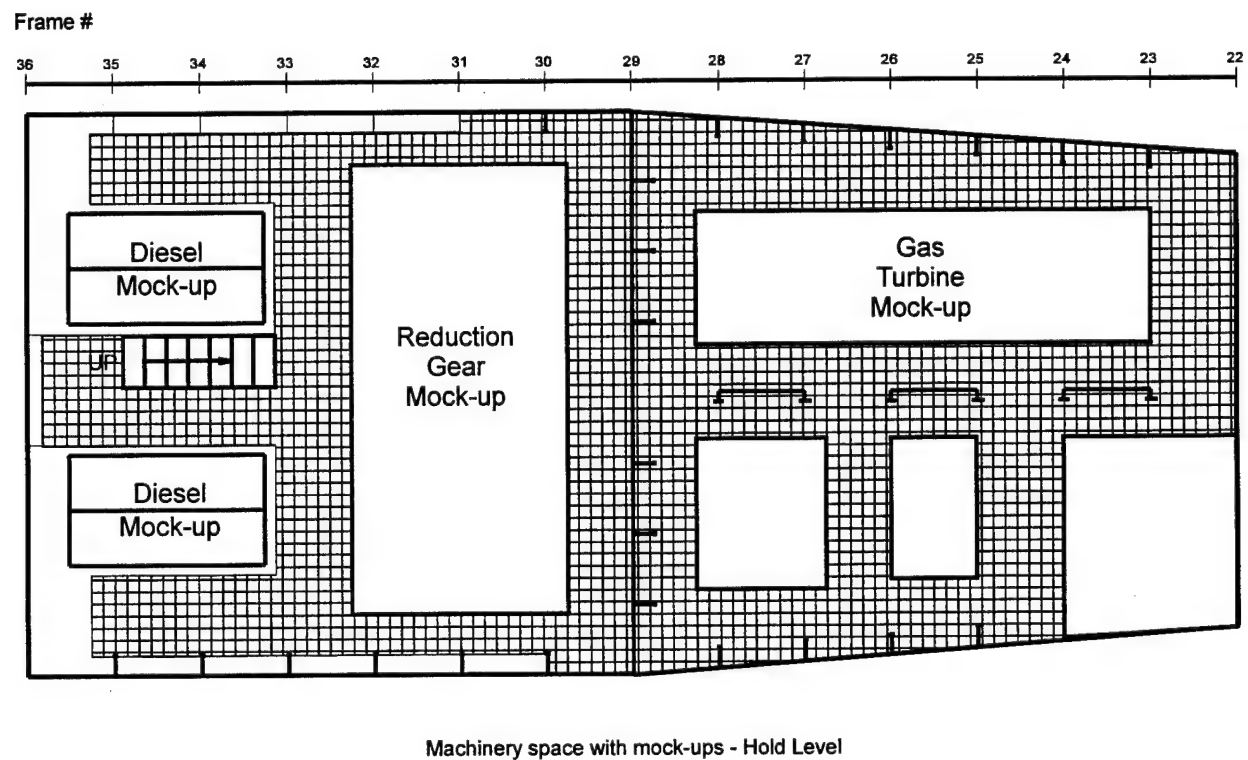 Frame #
36 35 34 33 32 31 30 29 28 27 26 25 24 23 22
Diesel
Mock-up
Gas
Turbine
Mock-up
Reduction
Gear
Mock-up
UP
Diesel
Mock-up
Machinery space with mock-ups - Hold Level